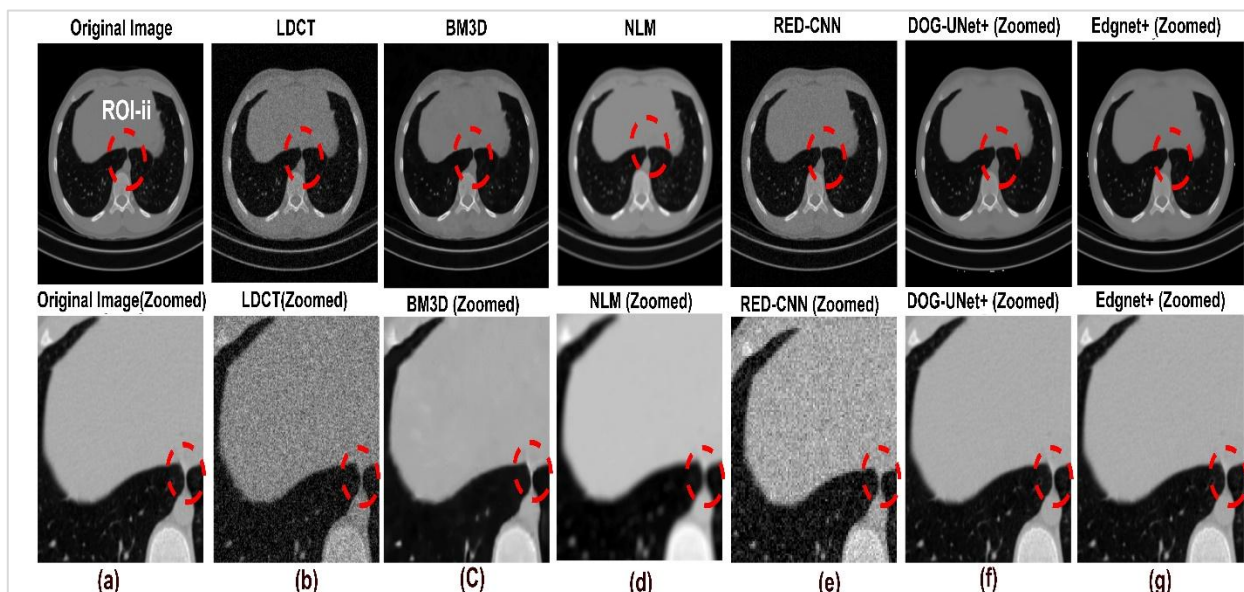 Original Image LDCT BM3D NLM RED-CNN DOG-UNet+ (Zoomed) Edgnet+ (Zoomed)
ROI-ii
Original Image(Zoomed) LDCT(Zoomed) BM3D (Zoomed) NLM (Zoomed) RED-CNN (Zoomed) DOG-UNet+ (Zoomed) Edgnet+ (Zoomed)
(a) (b) (C) (d) (e) (f) (g)